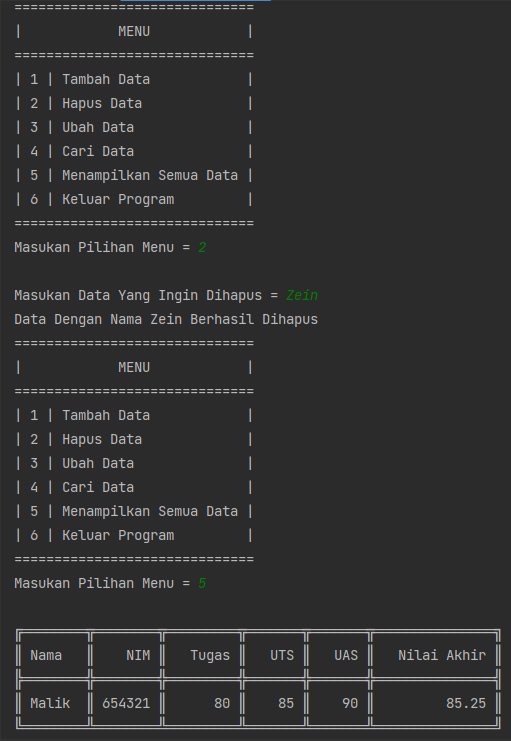 ==============================
|            MENU            |
==============================
| 1 | Tambah Data            |
| 2 | Hapus Data             |
| 3 | Ubah Data              |
| 4 | Cari Data              |
| 5 | Menampilkan Semua Data |
| 6 | Keluar Program         |
==============================
Masukan Pilihan Menu = 2
Masukan Data Yang Ingin Dihapus = Zein
Data Dengan Nama Zein Berhasil Dihapus
==============================
|            MENU            |
==============================
| 1 | Tambah Data            |
| 2 | Hapus Data             |
| 3 | Ubah Data              |
| 4 | Cari Data              |
| 5 | Menampilkan Semua Data |
| 6 | Keluar Program         |
==============================
Masukan Pilihan Menu = 5
╔════════╦════════╦═════════╦═══════╦═══════╦═══════════════╗
║ Nama   ║    NIM ║   Tugas ║   UTS ║   UAS ║   Nilai Akhir ║
╠════════╬════════╬═════════╬═══════╬═══════╬═══════════════╣
║ Malik  ║ 654321 ║      80 ║    85 ║    90 ║         85.25 ║
╚════════╩════════╩═════════╩═══════╩═══════╩═══════════════╝